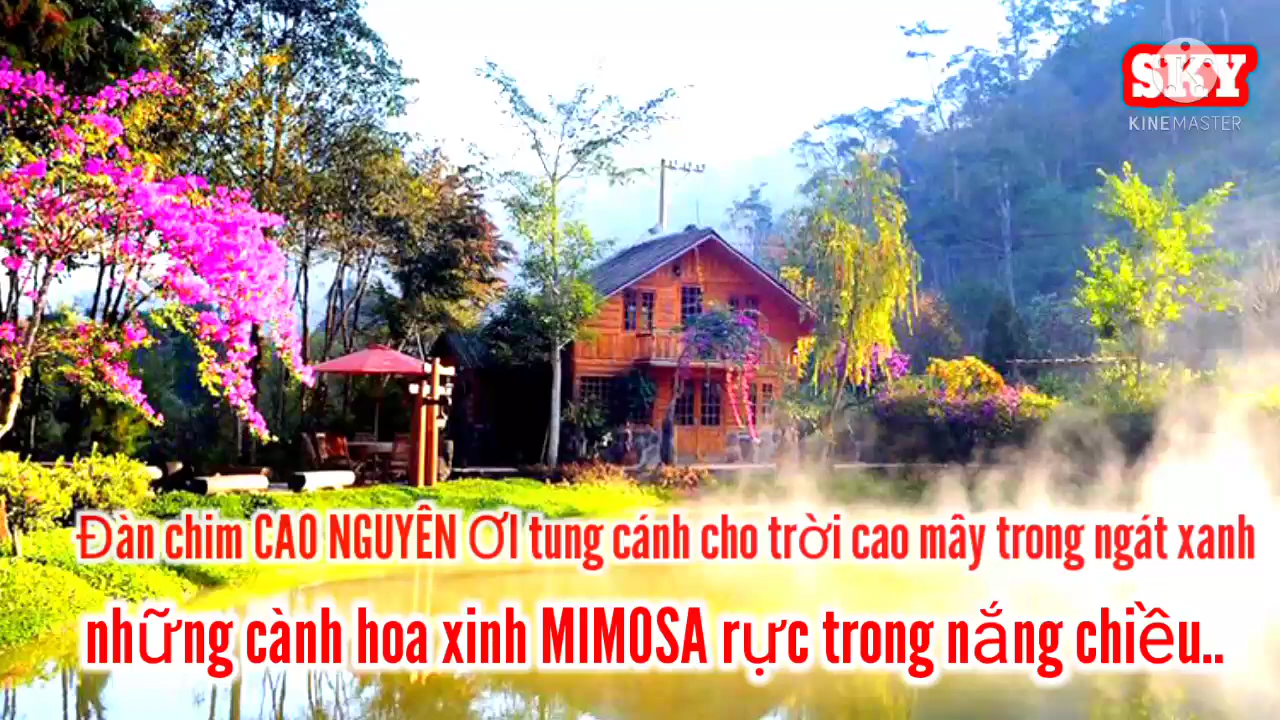 SKY
KINEMASTER
Đàn chim CAO NGUYÊN ƠI tung cánh cho trời cao mây trong ngát xanh
những cành hoa xinh MIMOSA rực trong nắng chiều..